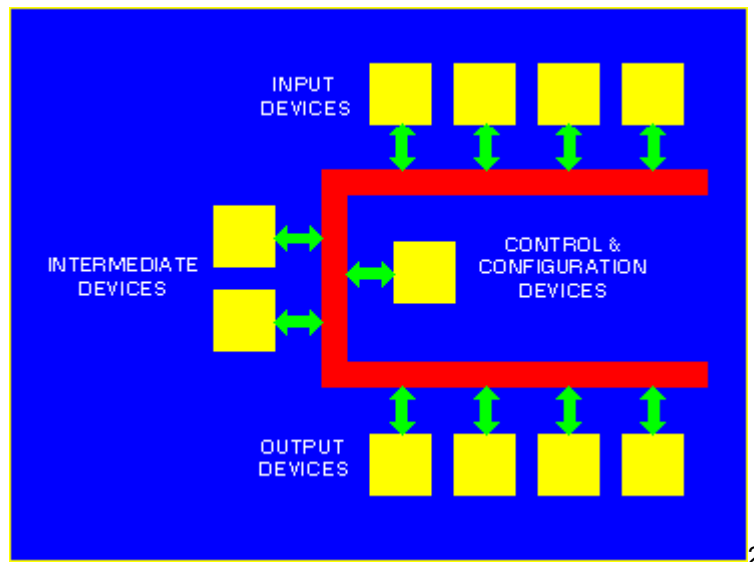 INPUT
DEVICES
CONTROL &
CONFIGURATION
DEVICES
INTERMEDIATE
DEVICES
OUTPUT
DEVICES